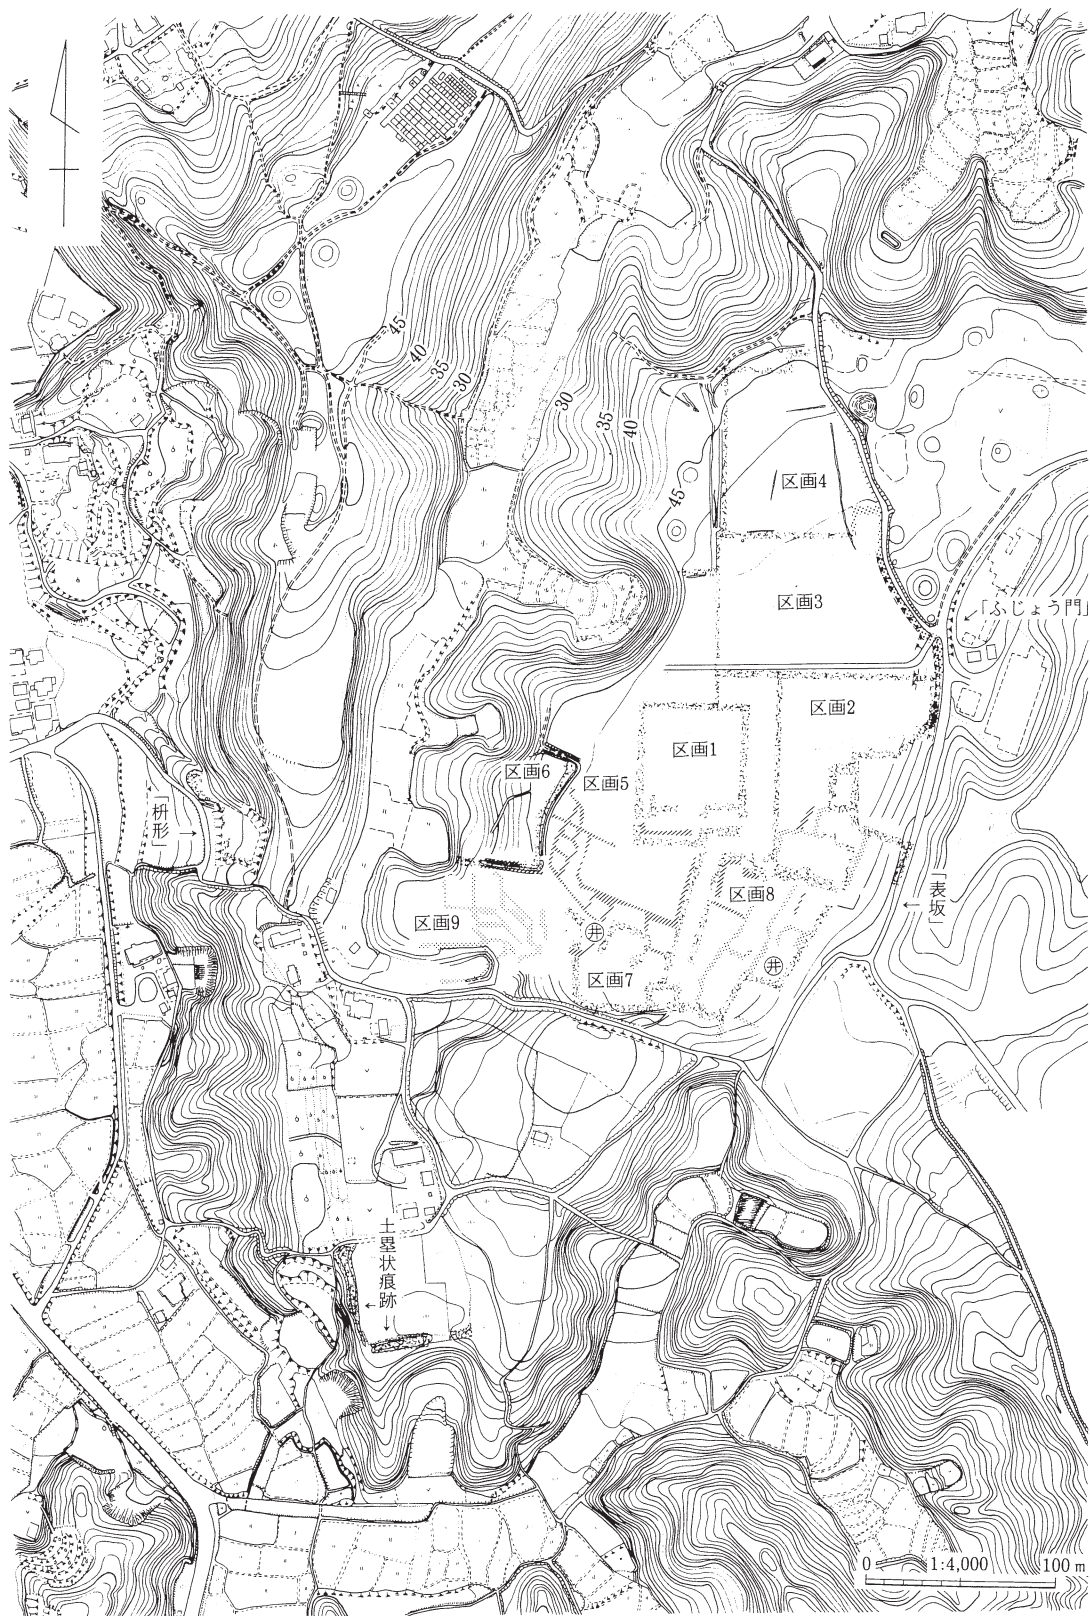 45
40
35
30
30
35
40
45
区画4
区画3
「ふじょう門」
区画2
区画1
区画6
区画5
「枡形」
区画8
「表坂」
区画9
井
井
区画7
土塁状痕跡
0
1:4,000
100 m